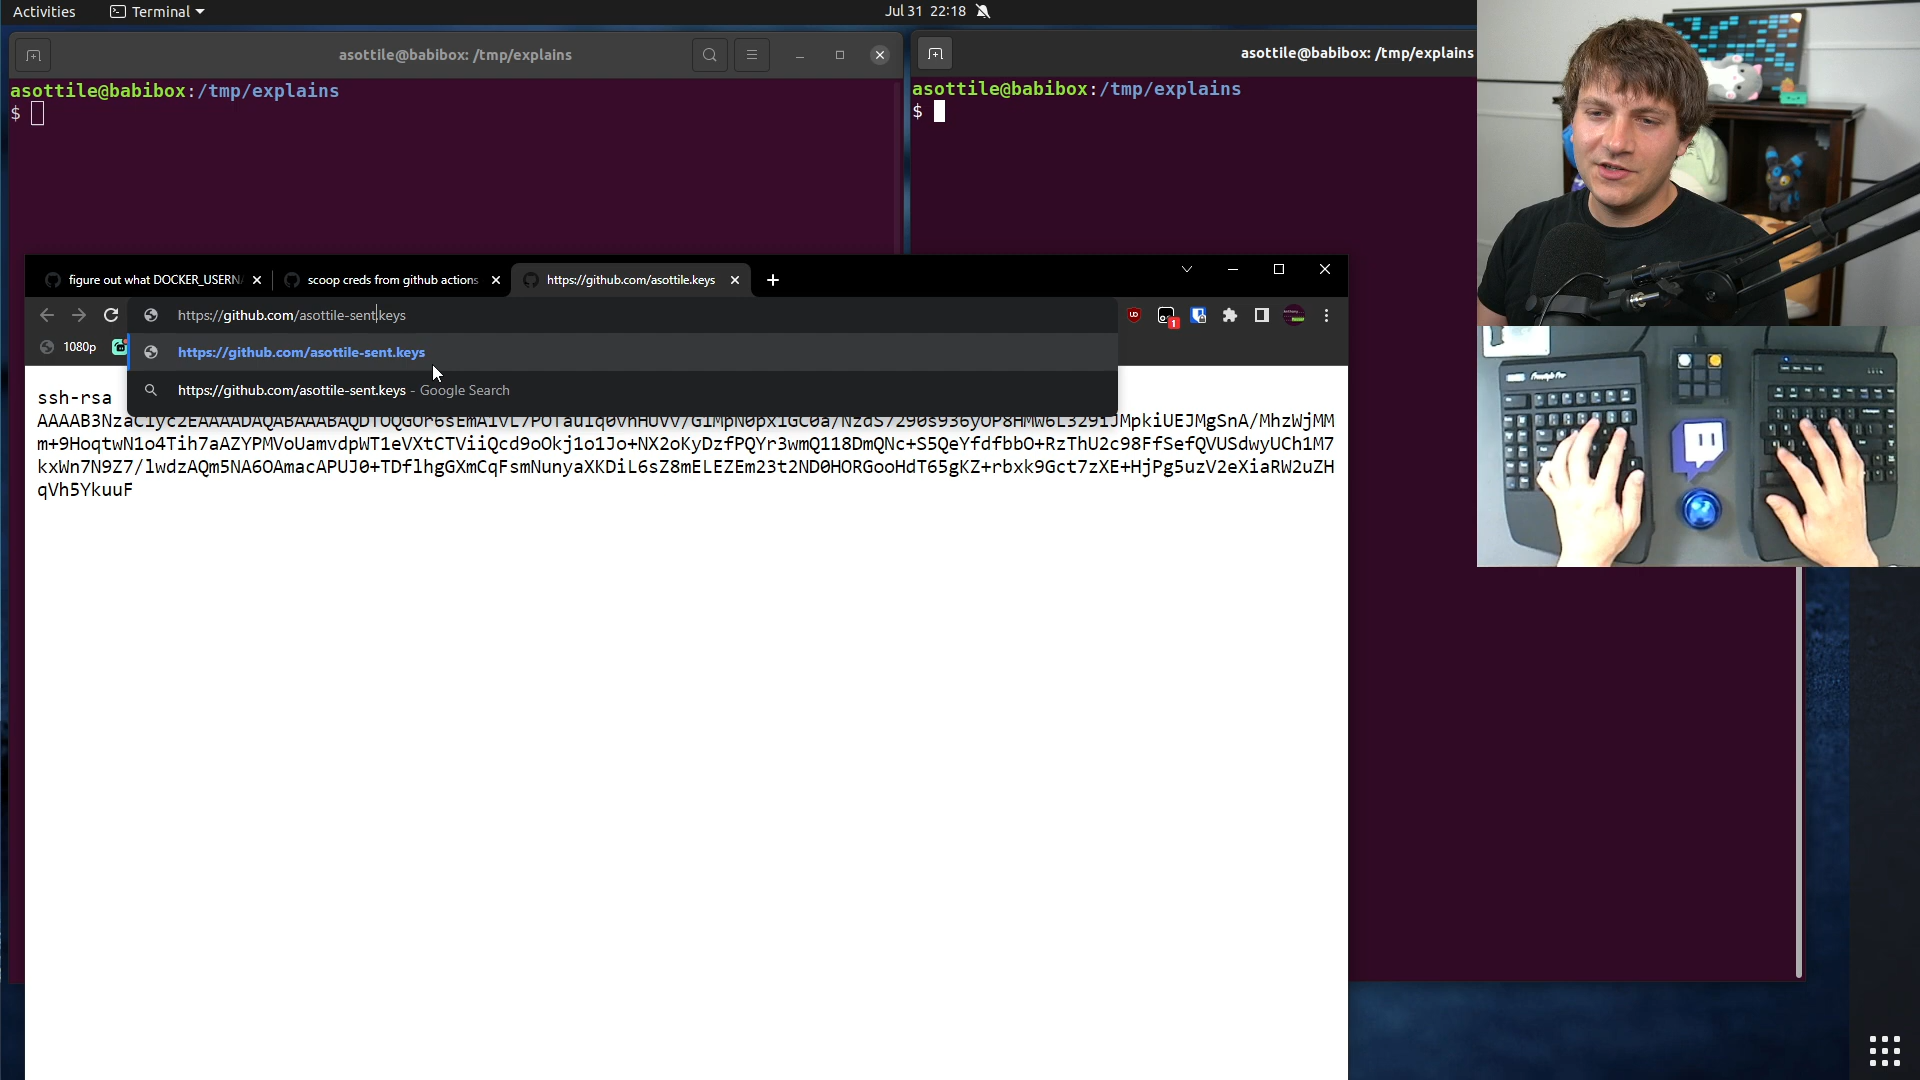 Activities
Terminal
Jul 31 22:18
asottile@babibox: /tmp/explains
asottile@babibox:/tmp/explains
$
asottile@babibox: /tmp/explains
asottile@babibox:/tmp/explains
$
figure out what DOCKER_USERN
scoop creds from github actions
https://github.com/asottile.keys
https://github.com/asottile-sent.keys
1
1080p
https://github.com/asottile-sent.keys
https://github.com/asottile-sent.keys - Google Search
ssh-rsa
m+9HoqtwN1o4Tih7aAZYPMVoUamvdpWT1eVXtCTViiQcd9oOkj1o1Jo+NX2oKyDzfPQYr3wmQ118DmQNc+S5QeYfdfbbO+RzThU2c98FfSefQVUSdwyUCh1M7
kxWn7N9Z7/lwdzAQm5NA6OAmacAPUJ0+TDflhgGXmCqFsmNunyaXKDiL6sZ8mELEZEm23t2ND0HORGooHdT65gKZ+rbxk9Gct7zXE+HjPg5uzV2eXiaRW2uZH
qVh5YkuuF